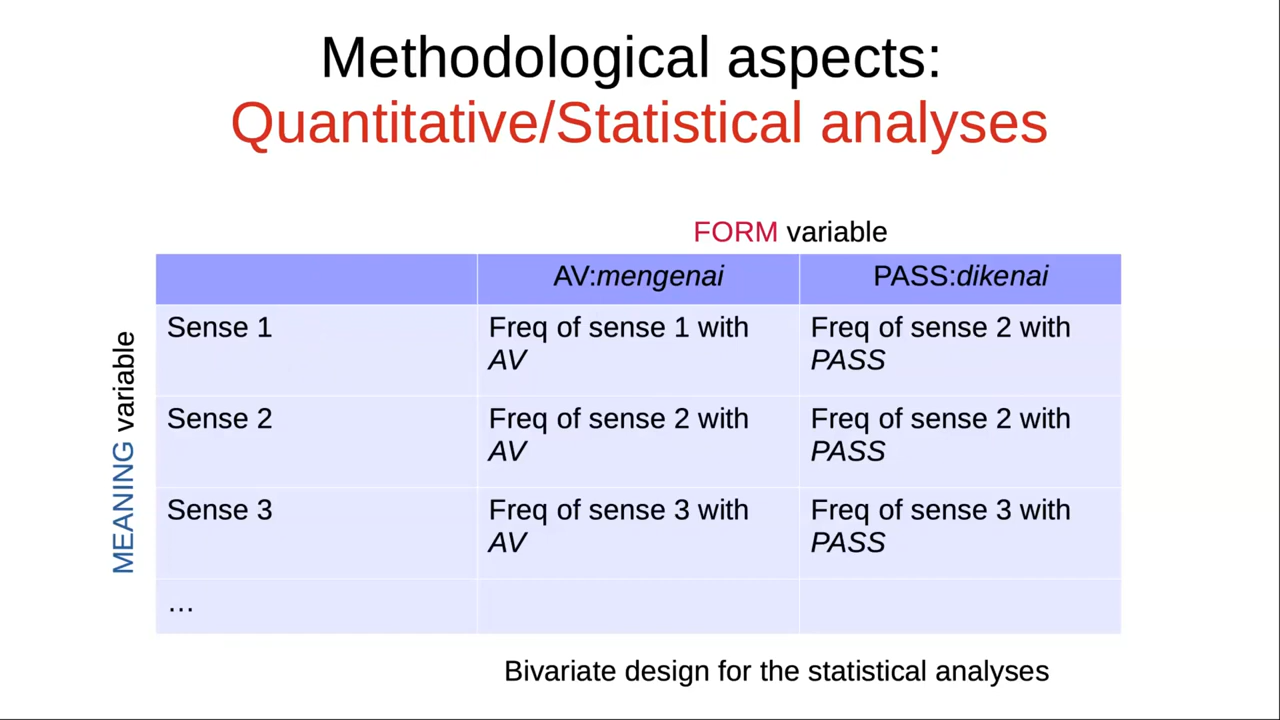 Methodological aspects:
Quantitative/Statistical analyses
FORM variable
AV:mengenai
PASS:dikenai
MEANING variable
Sense 1
Freq of sense 1 with
AV
Freq of sense 2 with
PASS
Sense 2
Freq of sense 2 with
AV
Freq of sense 2 with
PASS
Sense 3
Freq of sense 3 with
AV
Freq of sense 3 with
PASS
…
Bivariate design for the statistical analyses